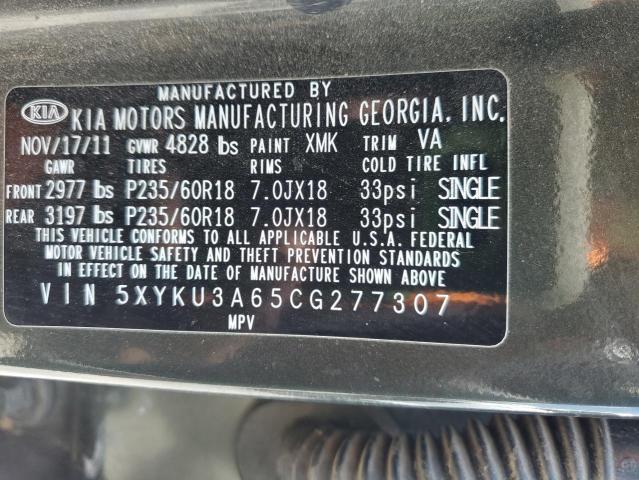 MANUFACTURED BY
KIA KIA MOTORS MANUFACTURING GEORGIA, INC.
NOV/17/11 GVWR 4828 lbs PAINT XMK TRIM VA
GAWR TIRES RIMS COLD TIRE INFL
FRONT 2977 lbs P235/60R18 7.0JX18 33psi SINGLE
REAR 3197 lbs P235/60R18 7.0JX18 33psi SINGLE
THIS VEHICLE CONFORMS TO ALL APPLICABLE U.S.A. FEDERAL
MOTOR VEHICLE SAFETY AND THEFT PREVENTION STANDARDS
IN EFFECT ON THE DATE OF MANUFACTURE SHOWN ABOVE
VIN 5XYKU3A65CG277307
MPV